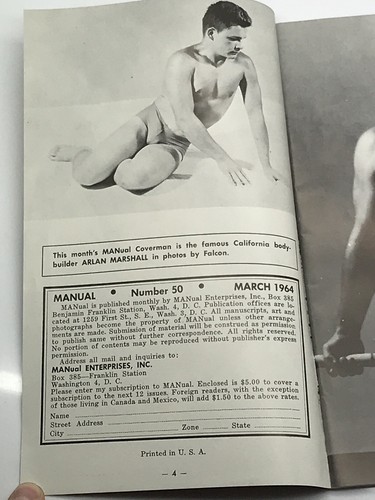 This month's MANual Coverman is the famous California body-
builder ARLAN MARSHALL in photos by Falcon.
MANUAL • Number 50 • MARCH 1964
MANual is published monthly by MANual Enterprises, Inc., Box 385
Benjamin Franklin Station, Wash. 4, D. C. Publication offices are lo-
cated at 1259 First St., S. E., Wash. 3, D. C. All manuscripts, art and
photographs become the property of MANual unless other arrange-
ments are made. Submission of material will be construed as permission
to publish same without further correspondence. All rights reserved.
No portion of contents may be reproduced without publisher's express
permission.
Address all mail and inquiries to:
MANual ENTERPRISES, INC.
Box 385—Franklin Station
Washington 4, D. C.
Please enter my subscription to MANual. Enclosed is $5.00 to cover a
subscription to the next 12 issues. Foreign readers, with the exception
of those living in Canada and Mexico, will add $1.50 to the above rates.
Name
Street Address
City Zone State
Printed in U. S. A.
— 4 —